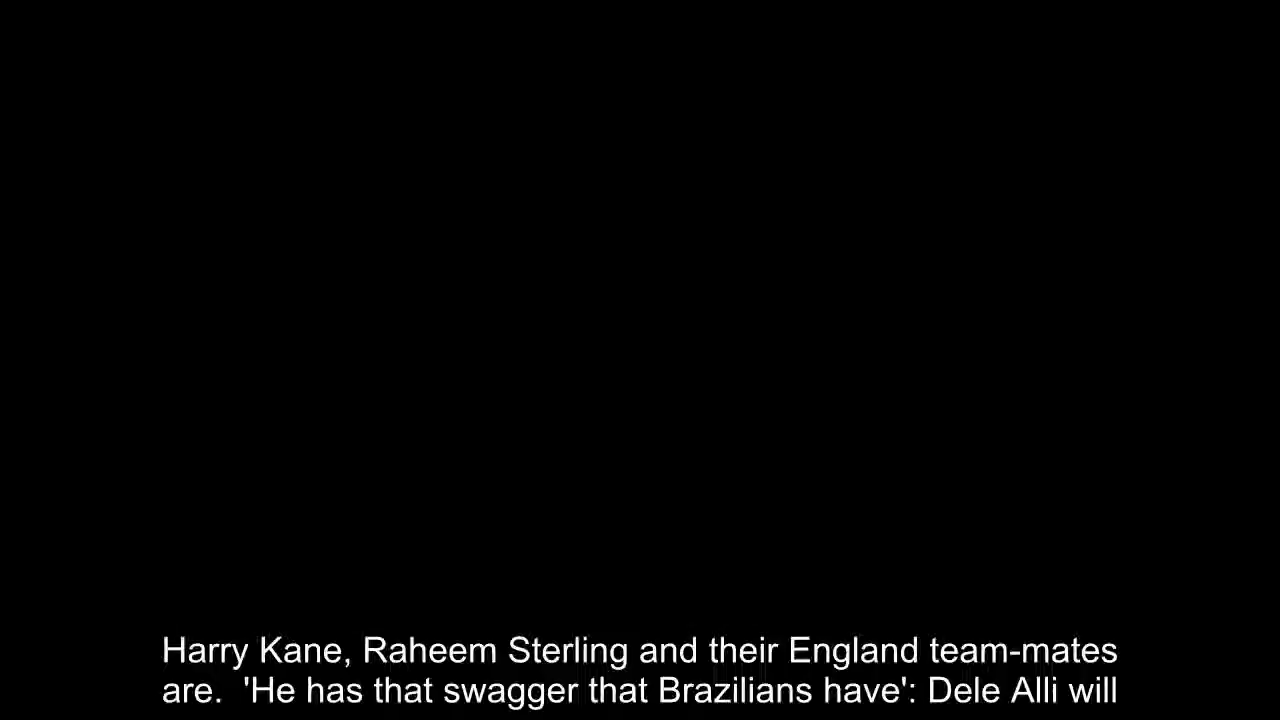 Harry Kane, Raheem Sterling and their England team-mates
are.  'He has that swagger that Brazilians have': Dele Alli will